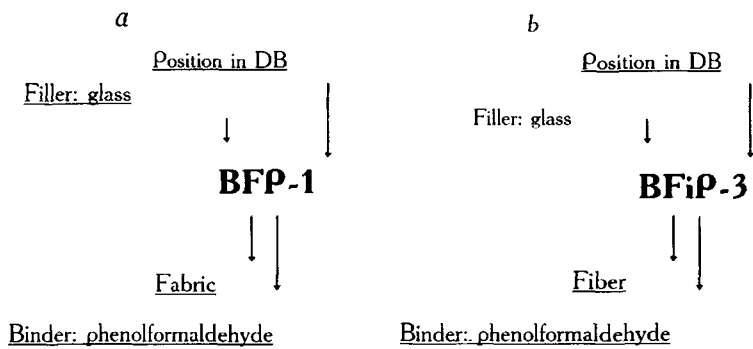 a
Position in DB
Filler: glass
BFP-1
Fabric
Binder: phenolformaldehyde
b
Position in DB
Filler: glass
BFiP-3
Fiber
Binder: phenolformaldehyde